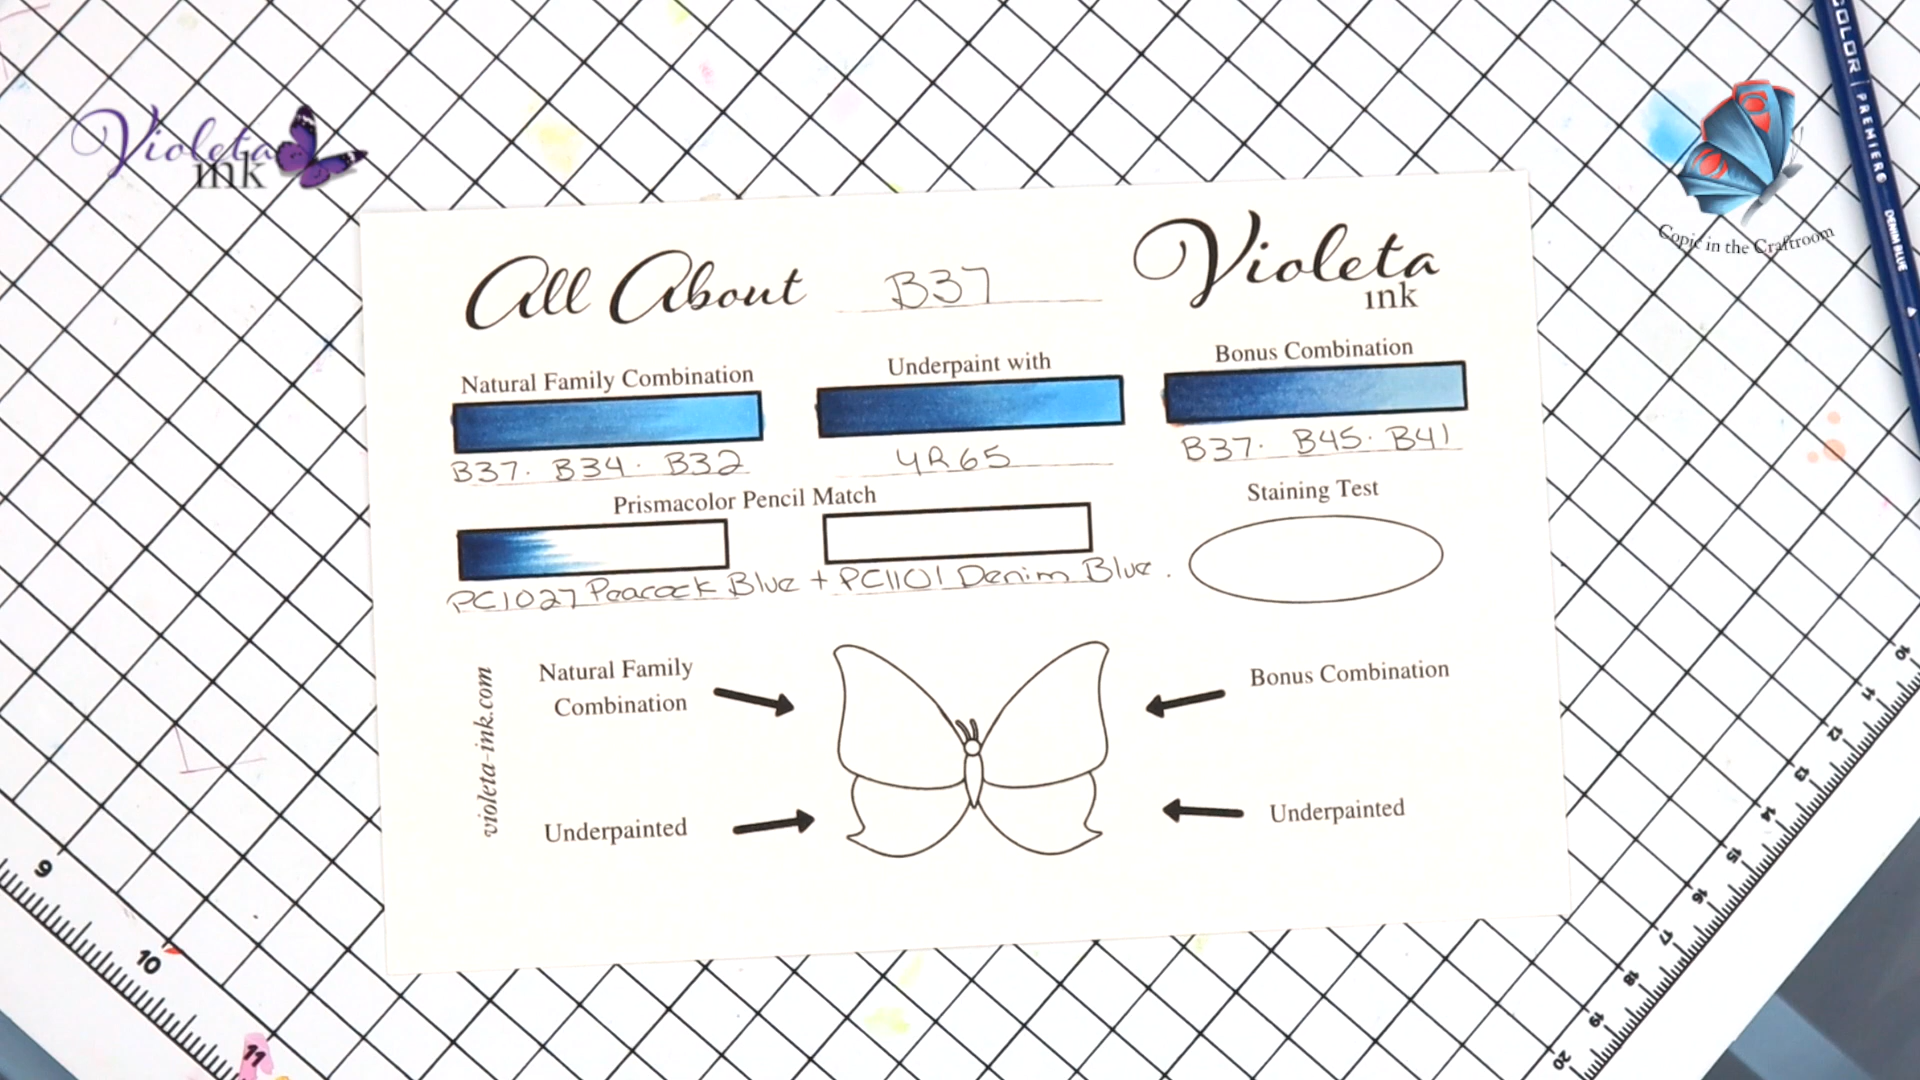 Violeta
ink
Copic in the Craftroom
COLOR PREMIER DENIM BLUE
All About B37
Violeta
ink
Natural Family Combination
Underpaint with
Bonus Combination
B37 · B34 · B32
YR65
B37 · B45 · B41
Prismacolor Pencil Match
Staining Test
PC1027 Peacock Blue + PC1101 Denim Blue.
violeta-ink.com
Natural Family
Combination
Bonus Combination
Underpainted
Underpainted
9
10
11
10
11
12
13
14
15
16
17
18
19
20